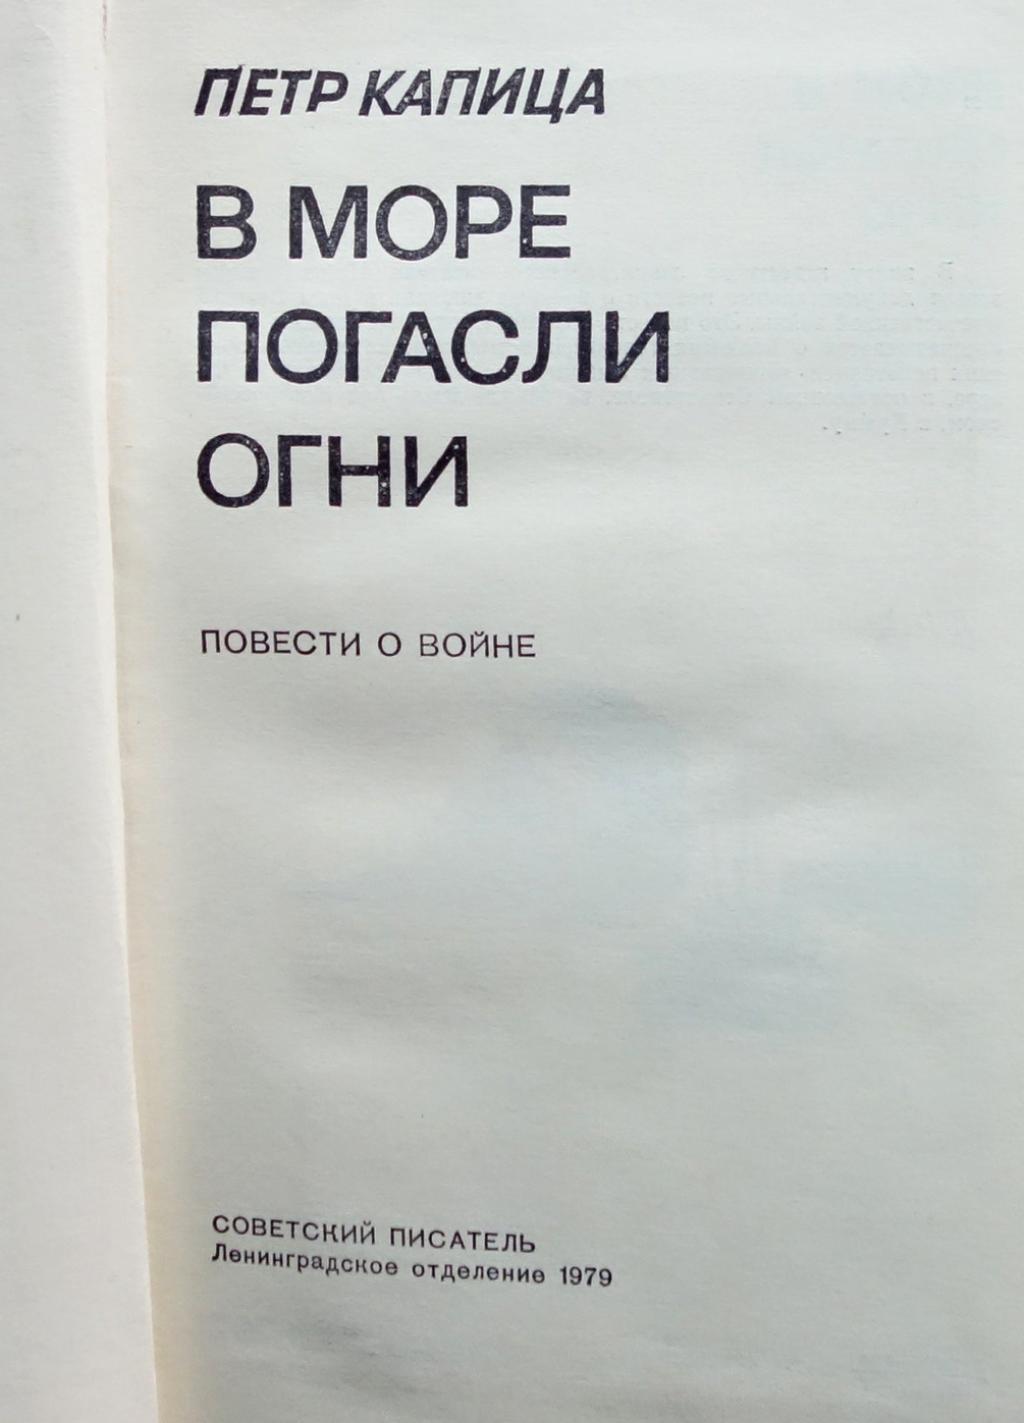 ПЕТР КАПИЦА
В МОРЕ
ПОГАСЛИ
ОГНИ
ПОВЕСТИ О ВОЙНЕ
СОВЕТСКИЙ ПИСАТЕЛЬ
Ленинградское отделение 1979